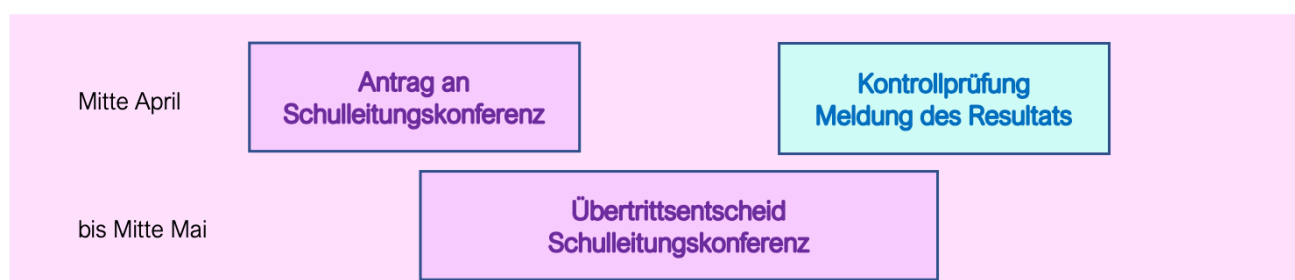 Mitte April
Antrag an
Schulleitungskonferenz
Kontrollprüfung
Meldung des Resultats
bis Mitte Mai
Übertrittsentscheid
Schulleitungskonferenz